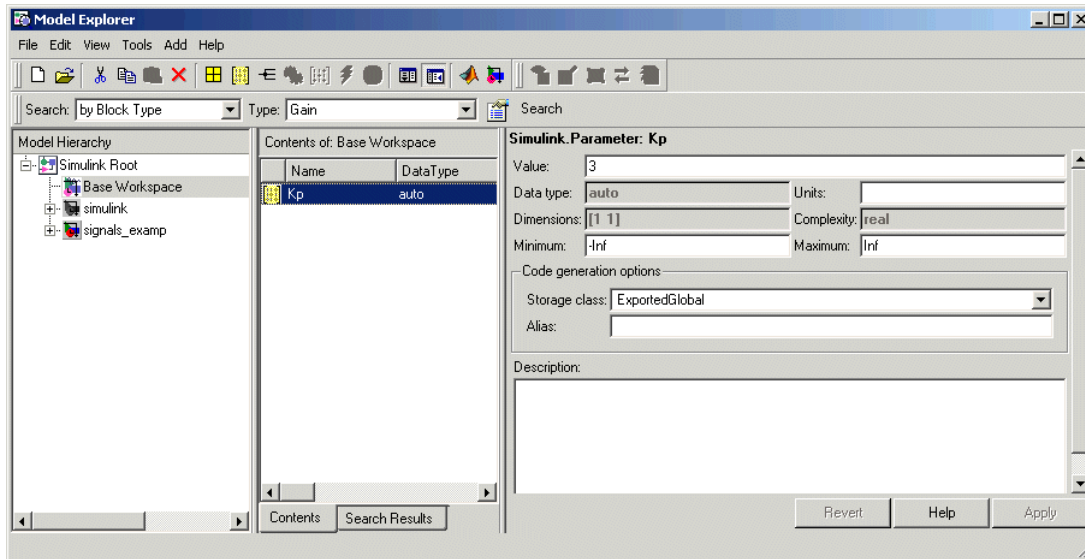 Model Explorer
File Edit View Tools Add Help
Search: by Block Type Type: Gain Search
Model Hierarchy
Simulink Root
Base Workspace
simulink
signals_examp
Contents of: Base Workspace
Name DataType
Kp auto
Contents Search Results
Simulink.Parameter: Kp
Value: 3
Data type: auto Units:
Dimensions: [1 1] Complexity: real
Minimum: -Inf Maximum: Inf
Code generation options
Storage class: ExportedGlobal
Alias:
Description:
Revert Help Apply